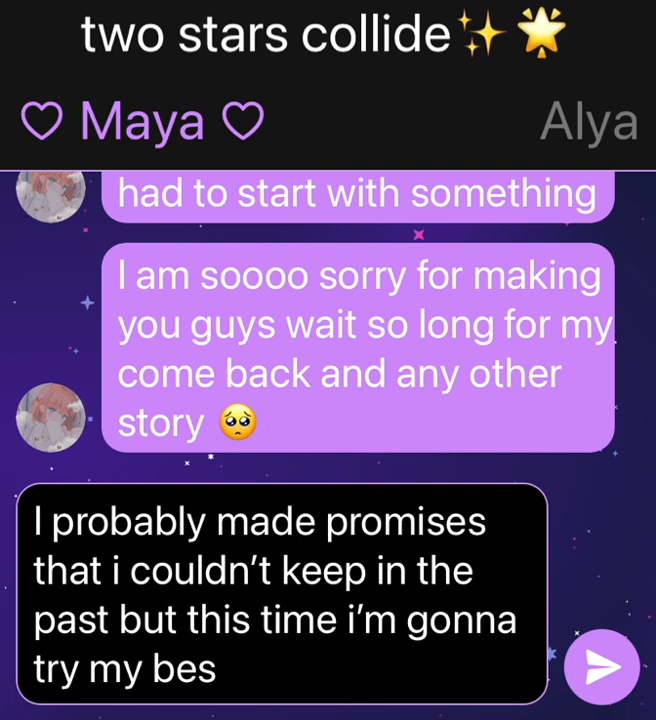 two stars collide✨🌟
♡ Maya ♡
Alya
had to start with something
I am soooo sorry for making
you guys wait so long for my
come back and any other
story 🥺
I probably made promises
that i couldn’t keep in the
past but this time i’m gonna
try my bes